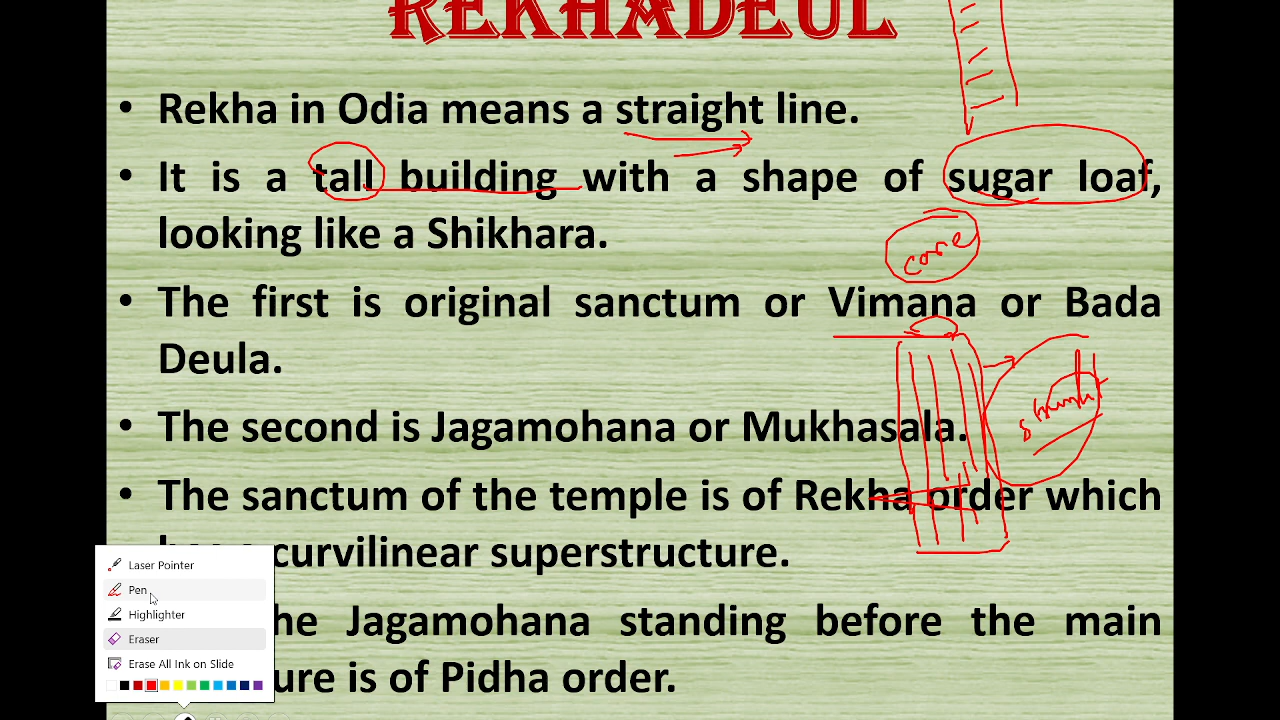 REKHADEUL
• Rekha in Odia means a straight line.
• It is a tall building with a shape of sugar loaf,
looking like a Shikhara.
core
• The first is original sanctum or Vimana or Bada
Deula.
• The second is Jagamohana or Mukhasala.
• The sanctum of the temple is of Rekha order which
curvilinear superstructure.
Jagamohana standing before the main
is of Pidha order.
Laser Pointer
Pen
Highlighter
Eraser
Erase All Ink on Slide